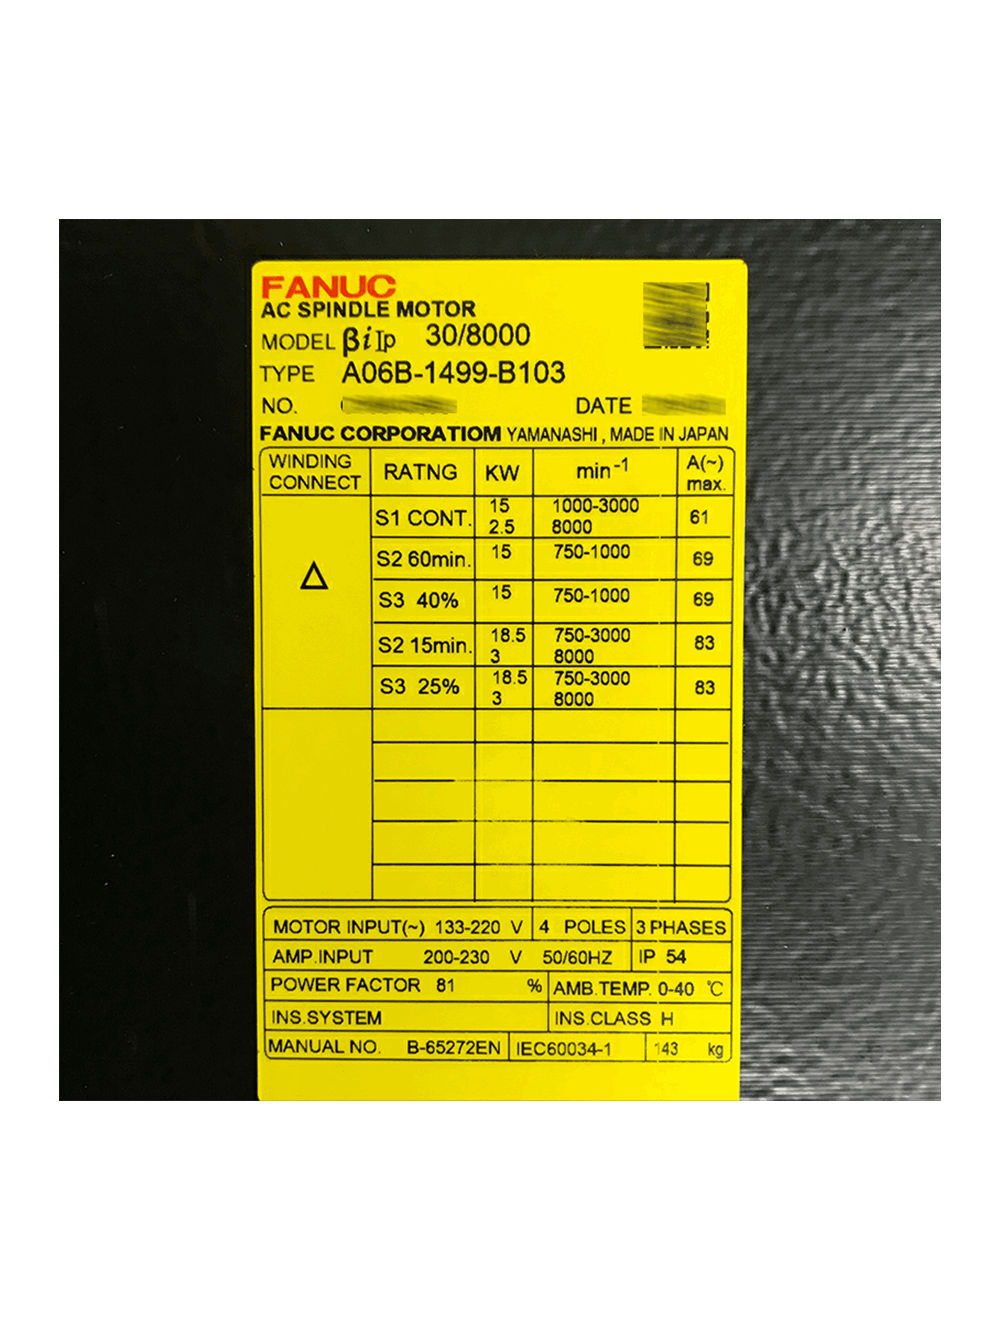 FANUC
AC SPINDLE MOTOR
MODEL βiIp 30/8000
TYPE A06B-1499-B103
NO. DATE
FANUC CORPORATIOM YAMANASHI , MADE IN JAPAN
WINDING CONNECT RATNG KW min-1 A(~) max.
Δ
S1 CONT. 15 1000-3000 61
2.5 8000
S2 60min. 15 750-1000 69
S3 40% 15 750-1000 69
S2 15min. 18.5 750-3000 83
3 8000
S3 25% 18.5 750-3000 83
3 8000
MOTOR INPUT(~) 133-220 V 4 POLES 3 PHASES
AMP.INPUT 200-230 V 50/60HZ IP 54
POWER FACTOR 81 % AMB.TEMP. 0-40 ℃
INS.SYSTEM INS.CLASS H
MANUAL NO. B-65272EN IEC60034-1 143 kg